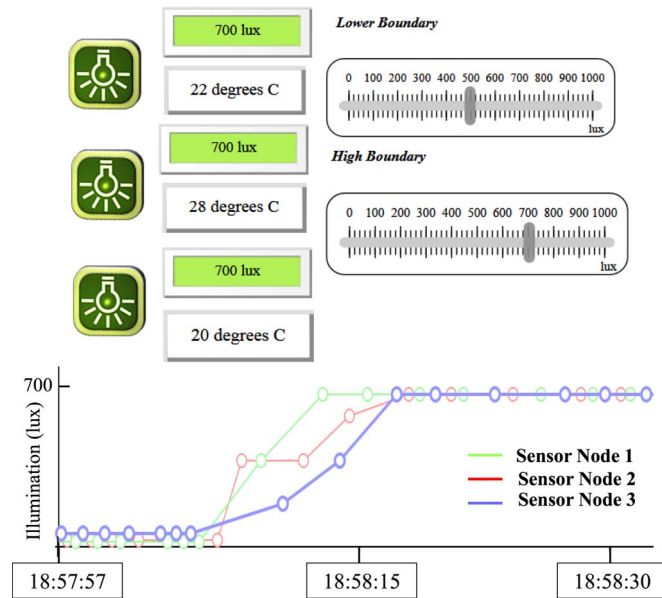 700 lux
22 degrees C
700 lux
28 degrees C
700 lux
20 degrees C
Lower Boundary
0 100 200 300 400 500 600 700 800 900 1000
lux
High Boundary
0 100 200 300 400 500 600 700 800 900 1000
lux
700
Illumination (lux)
Sensor Node 1
Sensor Node 2
Sensor Node 3
18:57:57
18:58:15
18:58:30